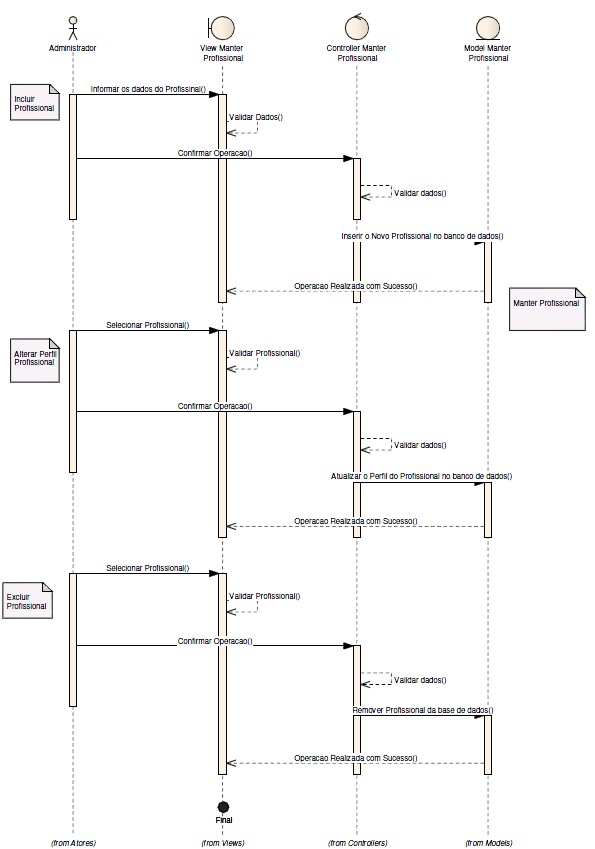 Administrador
View Manter
Profissional
Controller Manter
Profissional
Model Manter
Profissional
Incluir
Profissional
Informar os dados do Profissinal()
Validar Dados()
Confirmar Operacao()
Validar dados()
Inserir o Novo Profissional no banco de dados()
Operacao Realizada com Sucesso()
Manter Profissional
Selecionar Profissional()
Alterar Perfil
Profissional
Validar Profissional()
Confirmar Operacao()
Validar dados()
Atualizar o Perfil do Profissional no banco de dados()
Operacao Realizada com Sucesso()
Selecionar Profissional()
Excluir
Profissional
Validar Profissional()
Confirmar Operacao()
Validar dados()
Remover Profissional da base de dados()
Operacao Realizada com Sucesso()
Final
(from Atores)
(from Views)
(from Controllers)
(from Models)